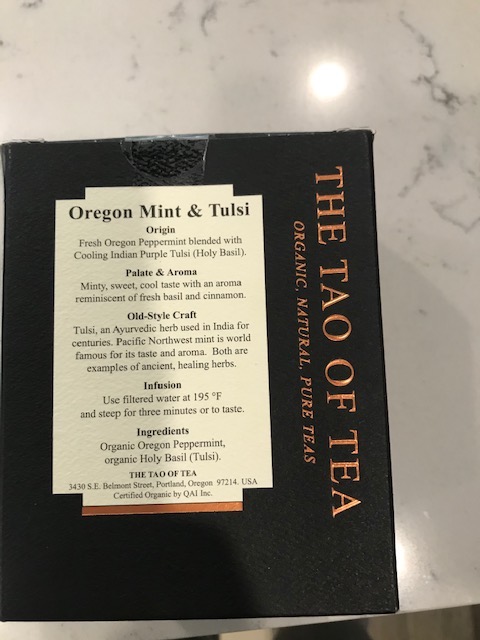 Oregon Mint & Tulsi
Origin
Fresh Oregon Peppermint blended with
Cooling Indian Purple Tulsi (Holy Basil).
Palate & Aroma
Minty, sweet, cool taste with an aroma
reminiscent of fresh basil and cinnamon.
Old-Style Craft
Tulsi, an Ayurvedic herb used in India for
centuries. Pacific Northwest mint is world
famous for its taste and aroma. Both are
examples of ancient, healing herbs.
Infusion
Use filtered water at 195 °F
and steep for three minutes or to taste.
Ingredients
Organic Oregon Peppermint,
organic Holy Basil (Tulsi).
THE TAO OF TEA
3430 S.E. Belmont Street, Portland, Oregon 97214. USA
Certified Organic by QAI Inc.
THE TAO OF TEA
ORGANIC, NATURAL, PURE TEAS